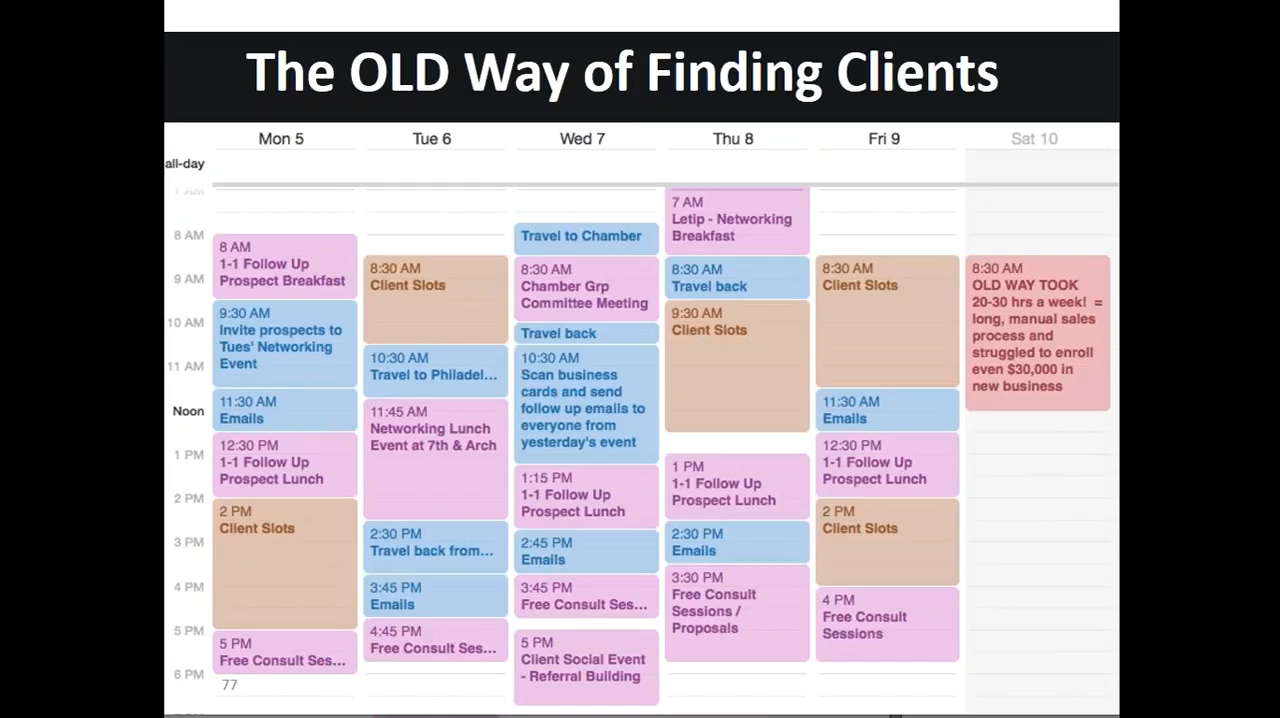 The OLD Way of Finding Clients
Mon 5
Tue 6
Wed 7
Thu 8
Fri 9
Sat 10
all-day
7 AM
8 AM
9 AM
10 AM
11 AM
Noon
1 PM
2 PM
3 PM
4 PM
5 PM
6 PM
8 AM
1-1 Follow Up
Prospect Breakfast
9:30 AM
Invite prospects to
Tues' Networking
Event
11:30 AM
Emails
12:30 PM
1-1 Follow Up
Prospect Lunch
2 PM
Client Slots
5 PM
Free Consult Ses...
77
8:30 AM
Client Slots
10:30 AM
Travel to Philadel...
11:45 AM
Networking Lunch
Event at 7th & Arch
2:30 PM
Travel back from...
3:45 PM
Emails
4:45 PM
Free Consult Ses...
Travel to Chamber
8:30 AM
Chamber Grp
Committee Meeting
Travel back
10:30 AM
Scan business
cards and send
follow up emails to
everyone from
yesterday's event
1:15 PM
1-1 Follow Up
Prospect Lunch
2:45 PM
Emails
3:45 PM
Free Consult Ses...
5 PM
Client Social Event
- Referral Building
7 AM
Letip - Networking
Breakfast
8:30 AM
Travel back
9:30 AM
Client Slots
1 PM
1-1 Follow Up
Prospect Lunch
2:30 PM
Emails
3:30 PM
Free Consult
Sessions /
Proposals
8:30 AM
Client Slots
11:30 AM
Emails
12:30 PM
1-1 Follow Up
Prospect Lunch
2 PM
Client Slots
4 PM
Free Consult
Sessions
8:30 AM
OLD WAY TOOK
20-30 hrs a week! =
long, manual sales
process and
struggled to enroll
even $30,000 in
new business